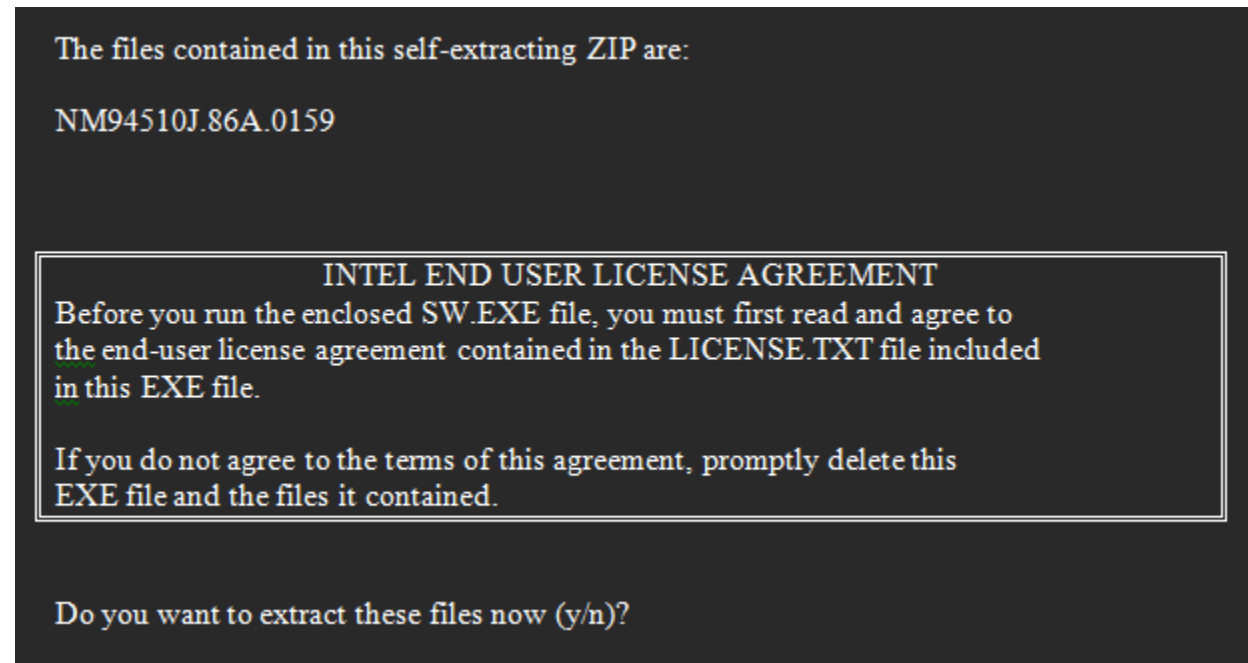 The files contained in this self-extracting ZIP are:
NM94510J.86A.0159
INTEL END USER LICENSE AGREEMENT
Before you run the enclosed SW.EXE file, you must first read and agree to
the end-user license agreement contained in the LICENSE.TXT file included
in this EXE file.
If you do not agree to the terms of this agreement, promptly delete this
EXE file and the files it contained.
Do you want to extract these files now (y/n)?